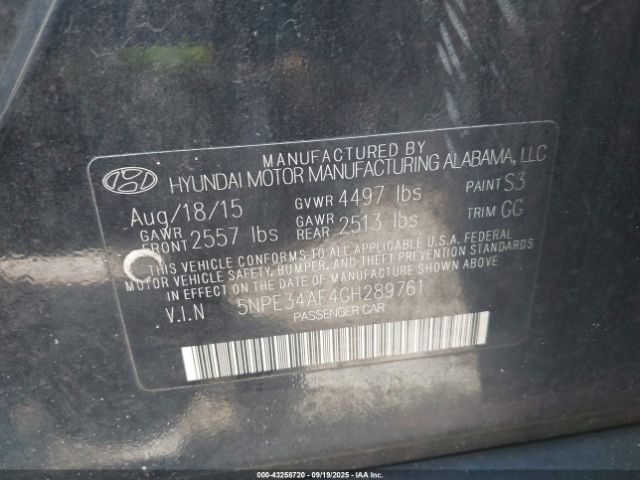 MANUFACTURED BY
HYUNDAI MOTOR MANUFACTURING ALABAMA, LLC
Aug/18/15 GVWR 4497 lbs PAINT S3
GAWR FRONT 2557 lbs GAWR REAR 2513 lbs TRIM GG
THIS VEHICLE CONFORMS TO ALL APPLICABLE U.S.A. FEDERAL
MOTOR VEHICLE SAFETY, BUMPER, AND THEFT PREVENTION STANDARDS
IN EFFECT ON THE DATE OF MANUFACTURE SHOWN ABOVE
V.I.N 5NPE34AF4GH289761
PASSENGER CAR
000-43258720 09/19/2025 IAAI.COM